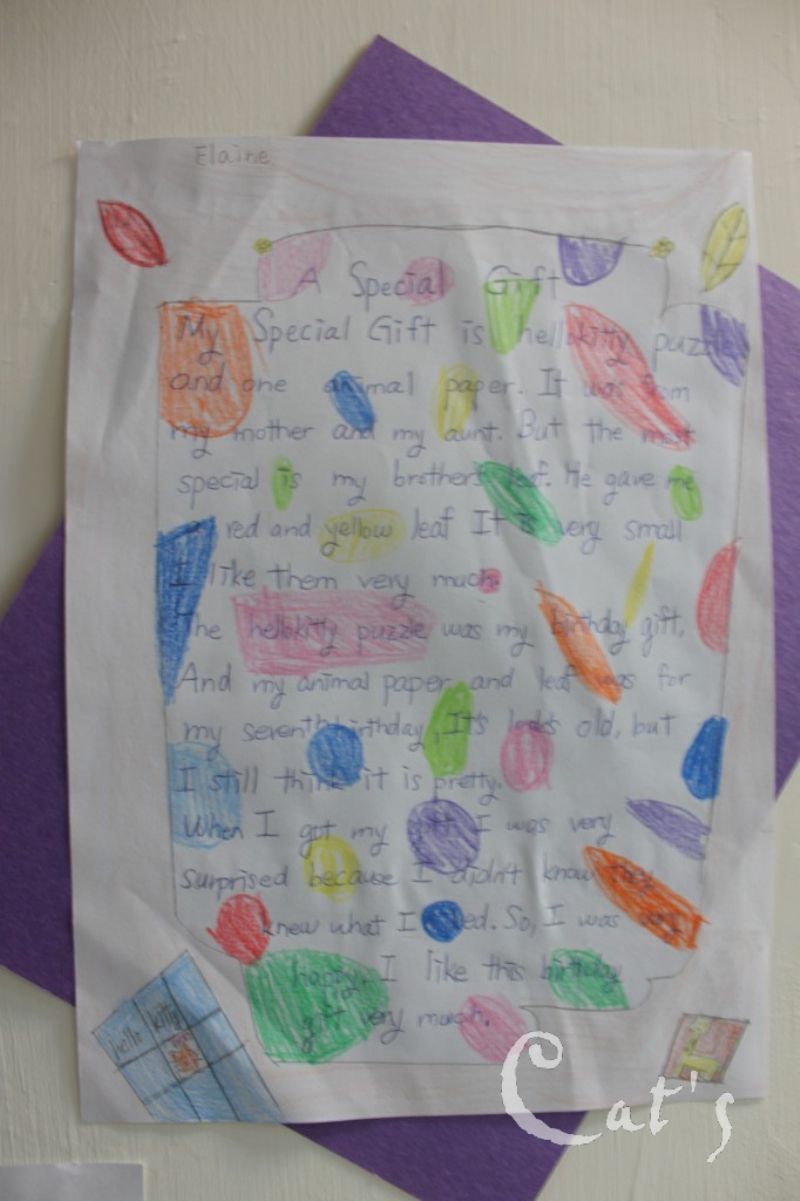 Elaine
A Special Gift
My Special Gift is hellokitty puzzle
and one animal paper. It was from
my mother and my aunt. But the most
special is my brother's leaf. He gave me
a red and yellow leaf It is very small
I like them very much.
The hellokitty puzzle was my birthday gift.
And my animal paper and leaf was for
my seventh birthday, It's looks old, but
I still think it is pretty.
When I got my gift I was very
surprised because I didn't know they
knew what I ed. So, I was very
happy. I like this birthday
gift very much.
hello kitty
Cat's